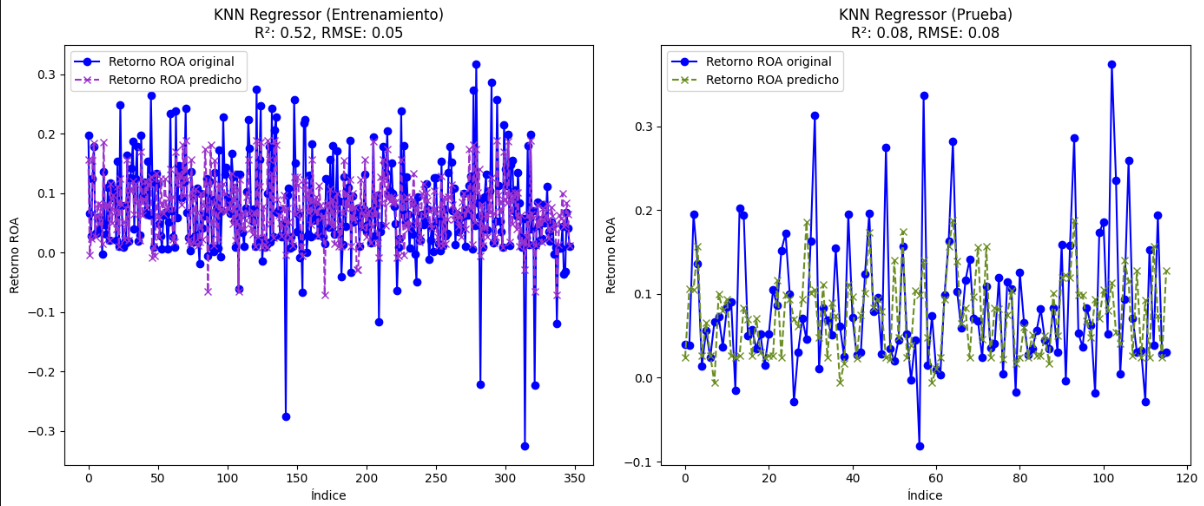 KNN Regressor (Entrenamiento)
R²: 0.52, RMSE: 0.05
Retorno ROA original
Retorno ROA predicho
Retorno ROA
0.3
0.2
0.1
0.0
−0.1
−0.2
−0.3
0 50 100 150 200 250 300 350
Índice
KNN Regressor (Prueba)
R²: 0.08, RMSE: 0.08
Retorno ROA original
Retorno ROA predicho
Retorno ROA
0.3
0.2
0.1
0.0
−0.1
0 20 40 60 80 100 120
Índice